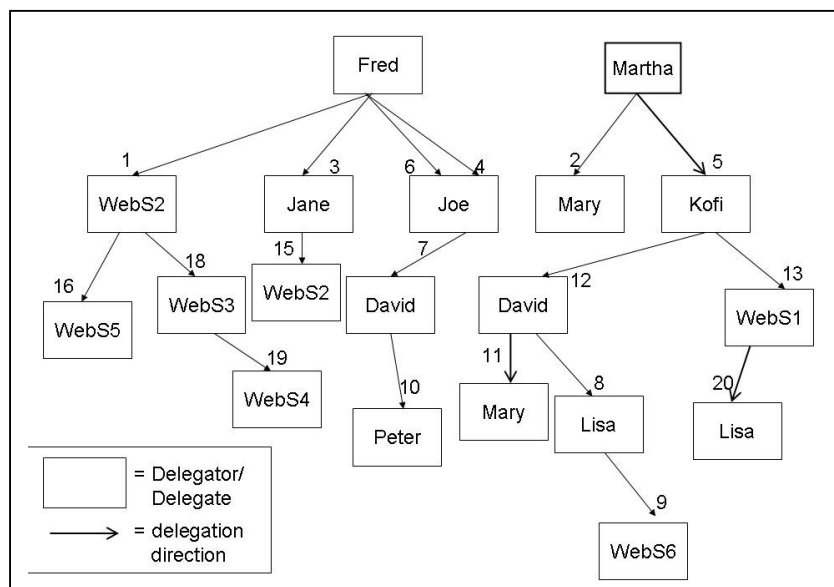 Fred
Martha
1
3
6
4
2
5
WebS2
Jane
Joe
Mary
Kofi
16
18
15
7
12
13
WebS5
WebS3
WebS2
David
David
WebS1
19
10
11
8
20
WebS4
Peter
Mary
Lisa
Lisa
9
WebS6
= Delegator/
Delegate
= delegation
direction